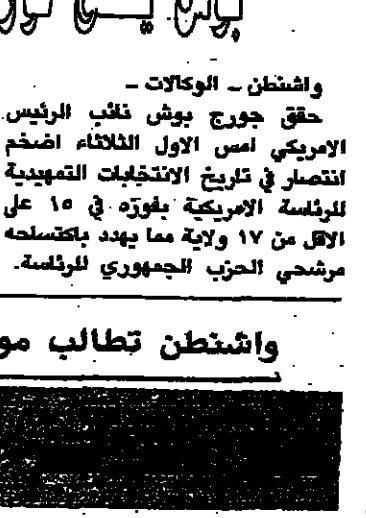 واشنطن ـ الوكالات ـ
حقق جورج بوش نائب الرئيس
الامريكي امس الاول الثلاثاء اضخم
انتصار في تاريخ الانتخابات التمهيدية
للرئاسة الامريكية بفوزه في ١٥ على
الاقل من ١٧ ولاية مما يهدد باكتساحه
مرشحي الحزب الجمهوري للرئاسة.
واشنطن تطالب مو